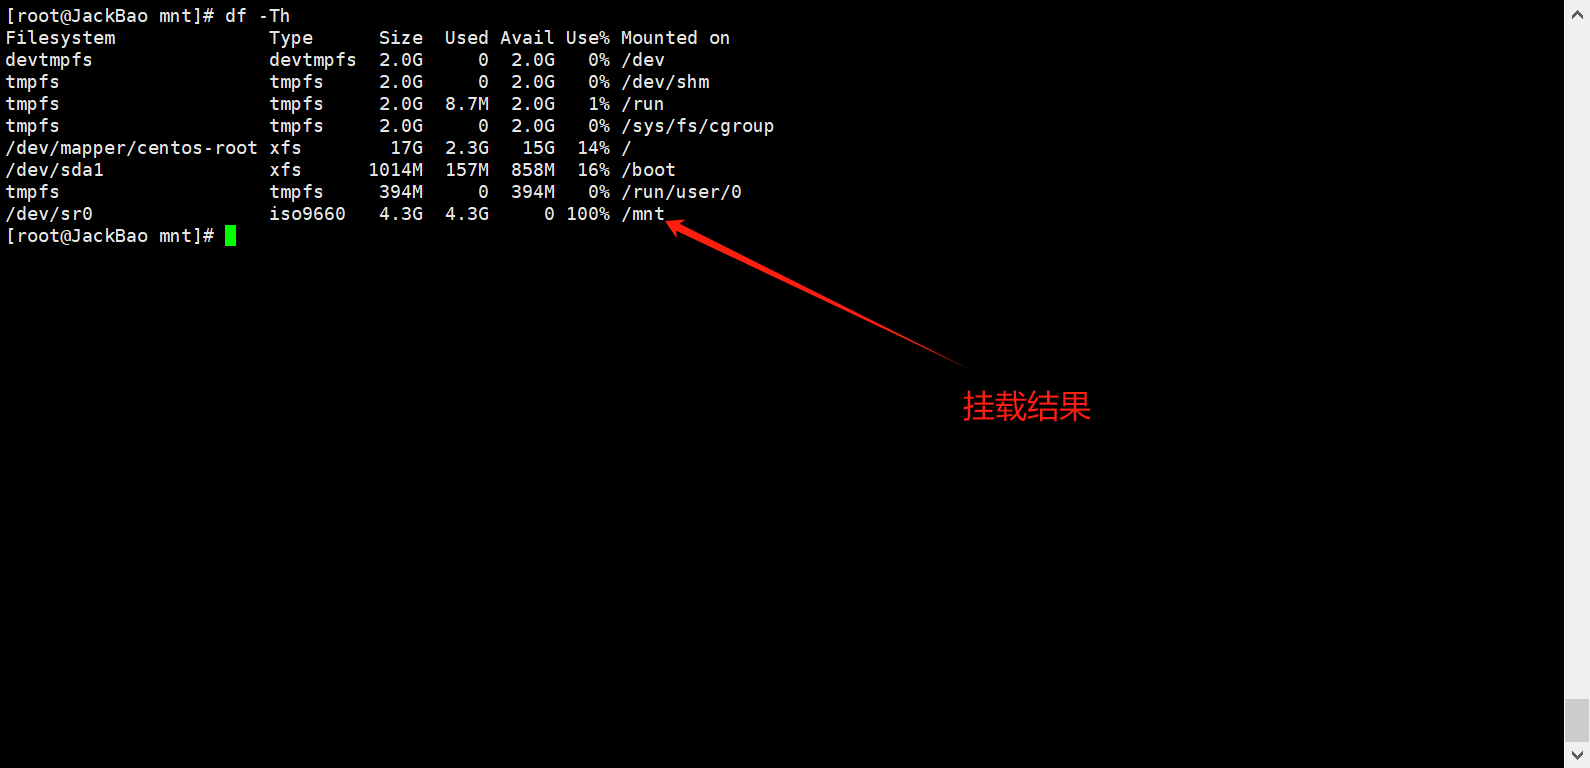 [root@JackBao mnt]# df -Th
Filesystem              Type      Size  Used Avail Use% Mounted on
devtmpfs                devtmpfs  2.0G     0  2.0G   0% /dev
tmpfs                   tmpfs     2.0G     0  2.0G   0% /dev/shm
tmpfs                   tmpfs     2.0G  8.7M  2.0G   1% /run
tmpfs                   tmpfs     2.0G     0  2.0G   0% /sys/fs/cgroup
/dev/mapper/centos-root xfs        17G  2.3G   15G  14% /
/dev/sda1               xfs      1014M  157M  858M  16% /boot
tmpfs                   tmpfs     394M     0  394M   0% /run/user/0
/dev/sr0                iso9660   4.3G  4.3G     0 100% /mnt
[root@JackBao mnt]#
挂载结果